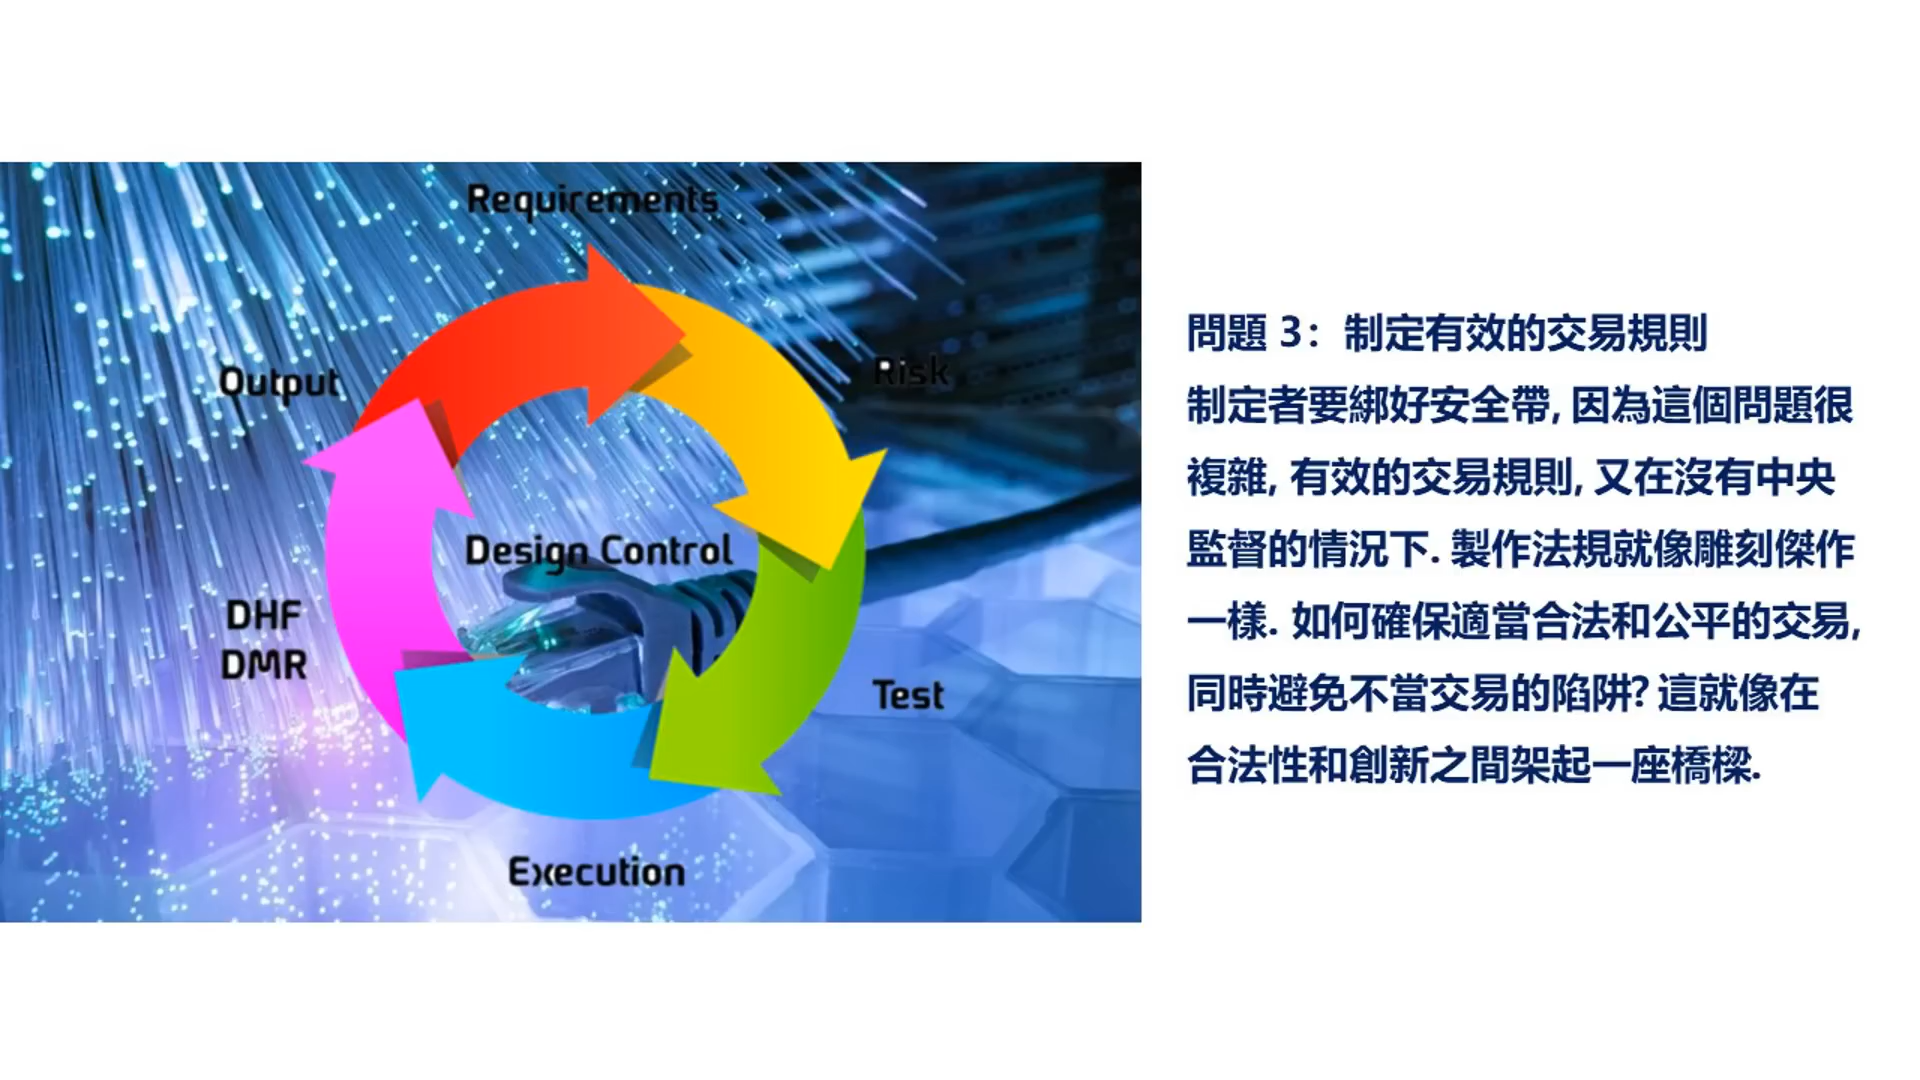 Requirements
Output
Risk
Design Control
DHF
DMR
Test
Execution
問題 3：制定有效的交易規則
制定者要綁好安全帶, 因為這個問題很
複雜, 有效的交易規則, 又在沒有中央
監督的情況下. 製作法規就像雕刻傑作
一樣. 如何確保適當合法和公平的交易,
同時避免不當交易的陷阱? 這就像在
合法性和創新之間架起一座橋樑.